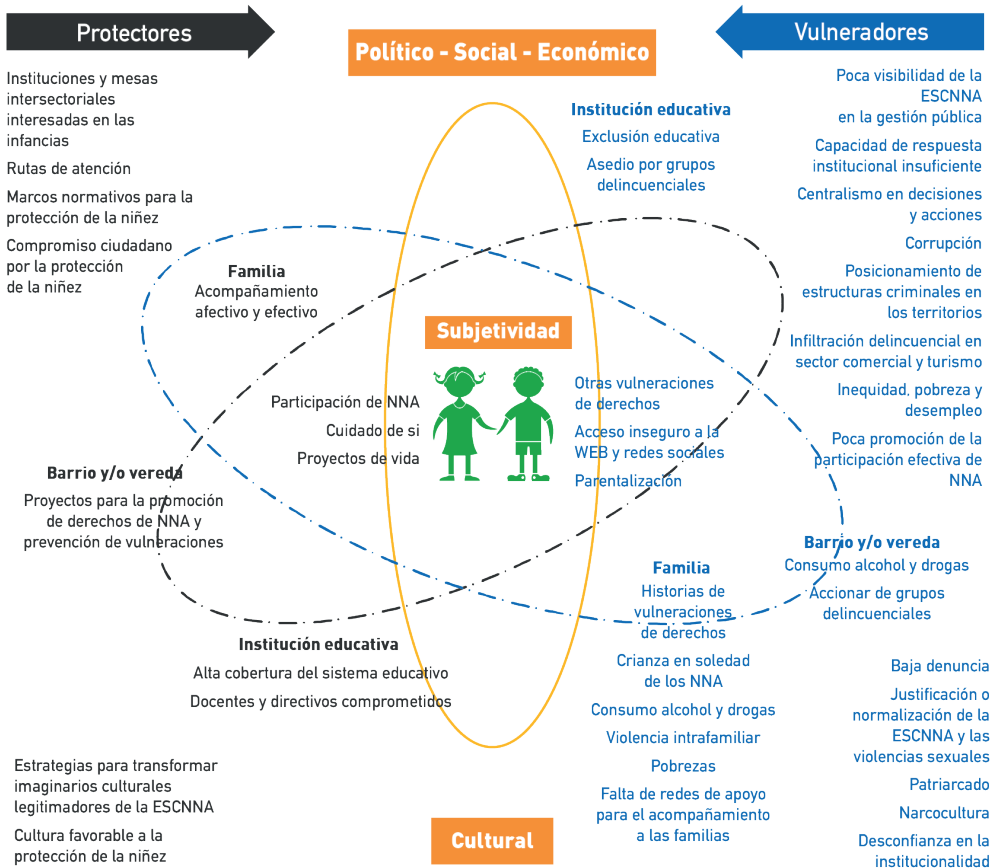 Protectores
Político - Social - Económico
Vulneradores
Instituciones y mesas
intersectoriales
interesadas en las
infancias
Rutas de atención
Marcos normativos para la
protección de la niñez
Compromiso ciudadano
por la protección
de la niñez
Institución educativa
Exclusión educativa
Asedio por grupos
delincuenciales
Poca visibilidad de la
ESCNNA
en la gestión pública
Capacidad de respuesta
institucional insuficiente
Centralismo en decisiones
y acciones
Corrupción
Posicionamiento de
estructuras criminales en
los territorios
Infiltración delincuencial en
sector comercial y turismo
Inequidad, pobreza y
desempleo
Poca promoción de la
participación efectiva de
NNA
Familia
Acompañamiento
afectivo y efectivo
Subjetividad
Participación de NNA
Cuidado de si
Proyectos de vida
Otras vulneraciones
de derechos
Acceso inseguro a la
WEB y redes sociales
Parentalización
Barrio y/o vereda
Proyectos para la promoción
de derechos de NNA y
prevención de vulneraciones
Barrio y/o vereda
Consumo alcohol y drogas
Accionar de grupos
delincuenciales
Institución educativa
Alta cobertura del sistema educativo
Docentes y directivos comprometidos
Familia
Historias de
vulneraciones
de derechos
Crianza en soledad
de los NNA
Consumo alcohol y drogas
Violencia intrafamiliar
Pobrezas
Falta de redes de apoyo
para el acompañamiento
a las familias
Baja denuncia
Justificación o
normalización de la
ESCNNA y las
violencias sexuales
Patriarcado
Narcocultura
Desconfianza en la
institucionalidad
Estrategias para transformar
imaginarios culturales
legitimadores de la ESCNNA
Cultura favorable a la
protección de la niñez
Cultural